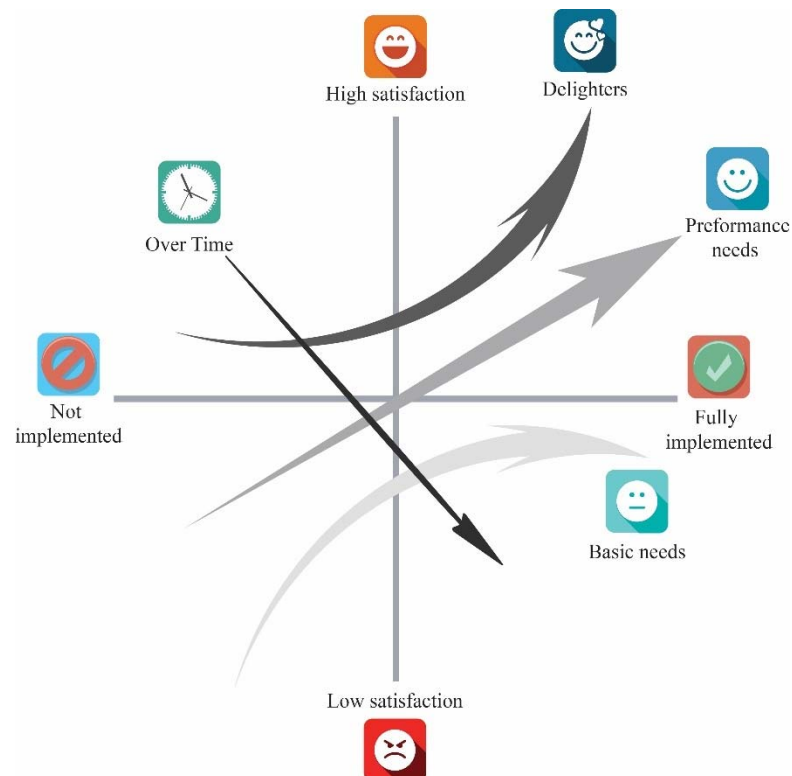 High satisfaction
Delighters
Over Time
Preformance
needs
Not
implemented
Fully
implemented
Basic needs
Low satisfaction